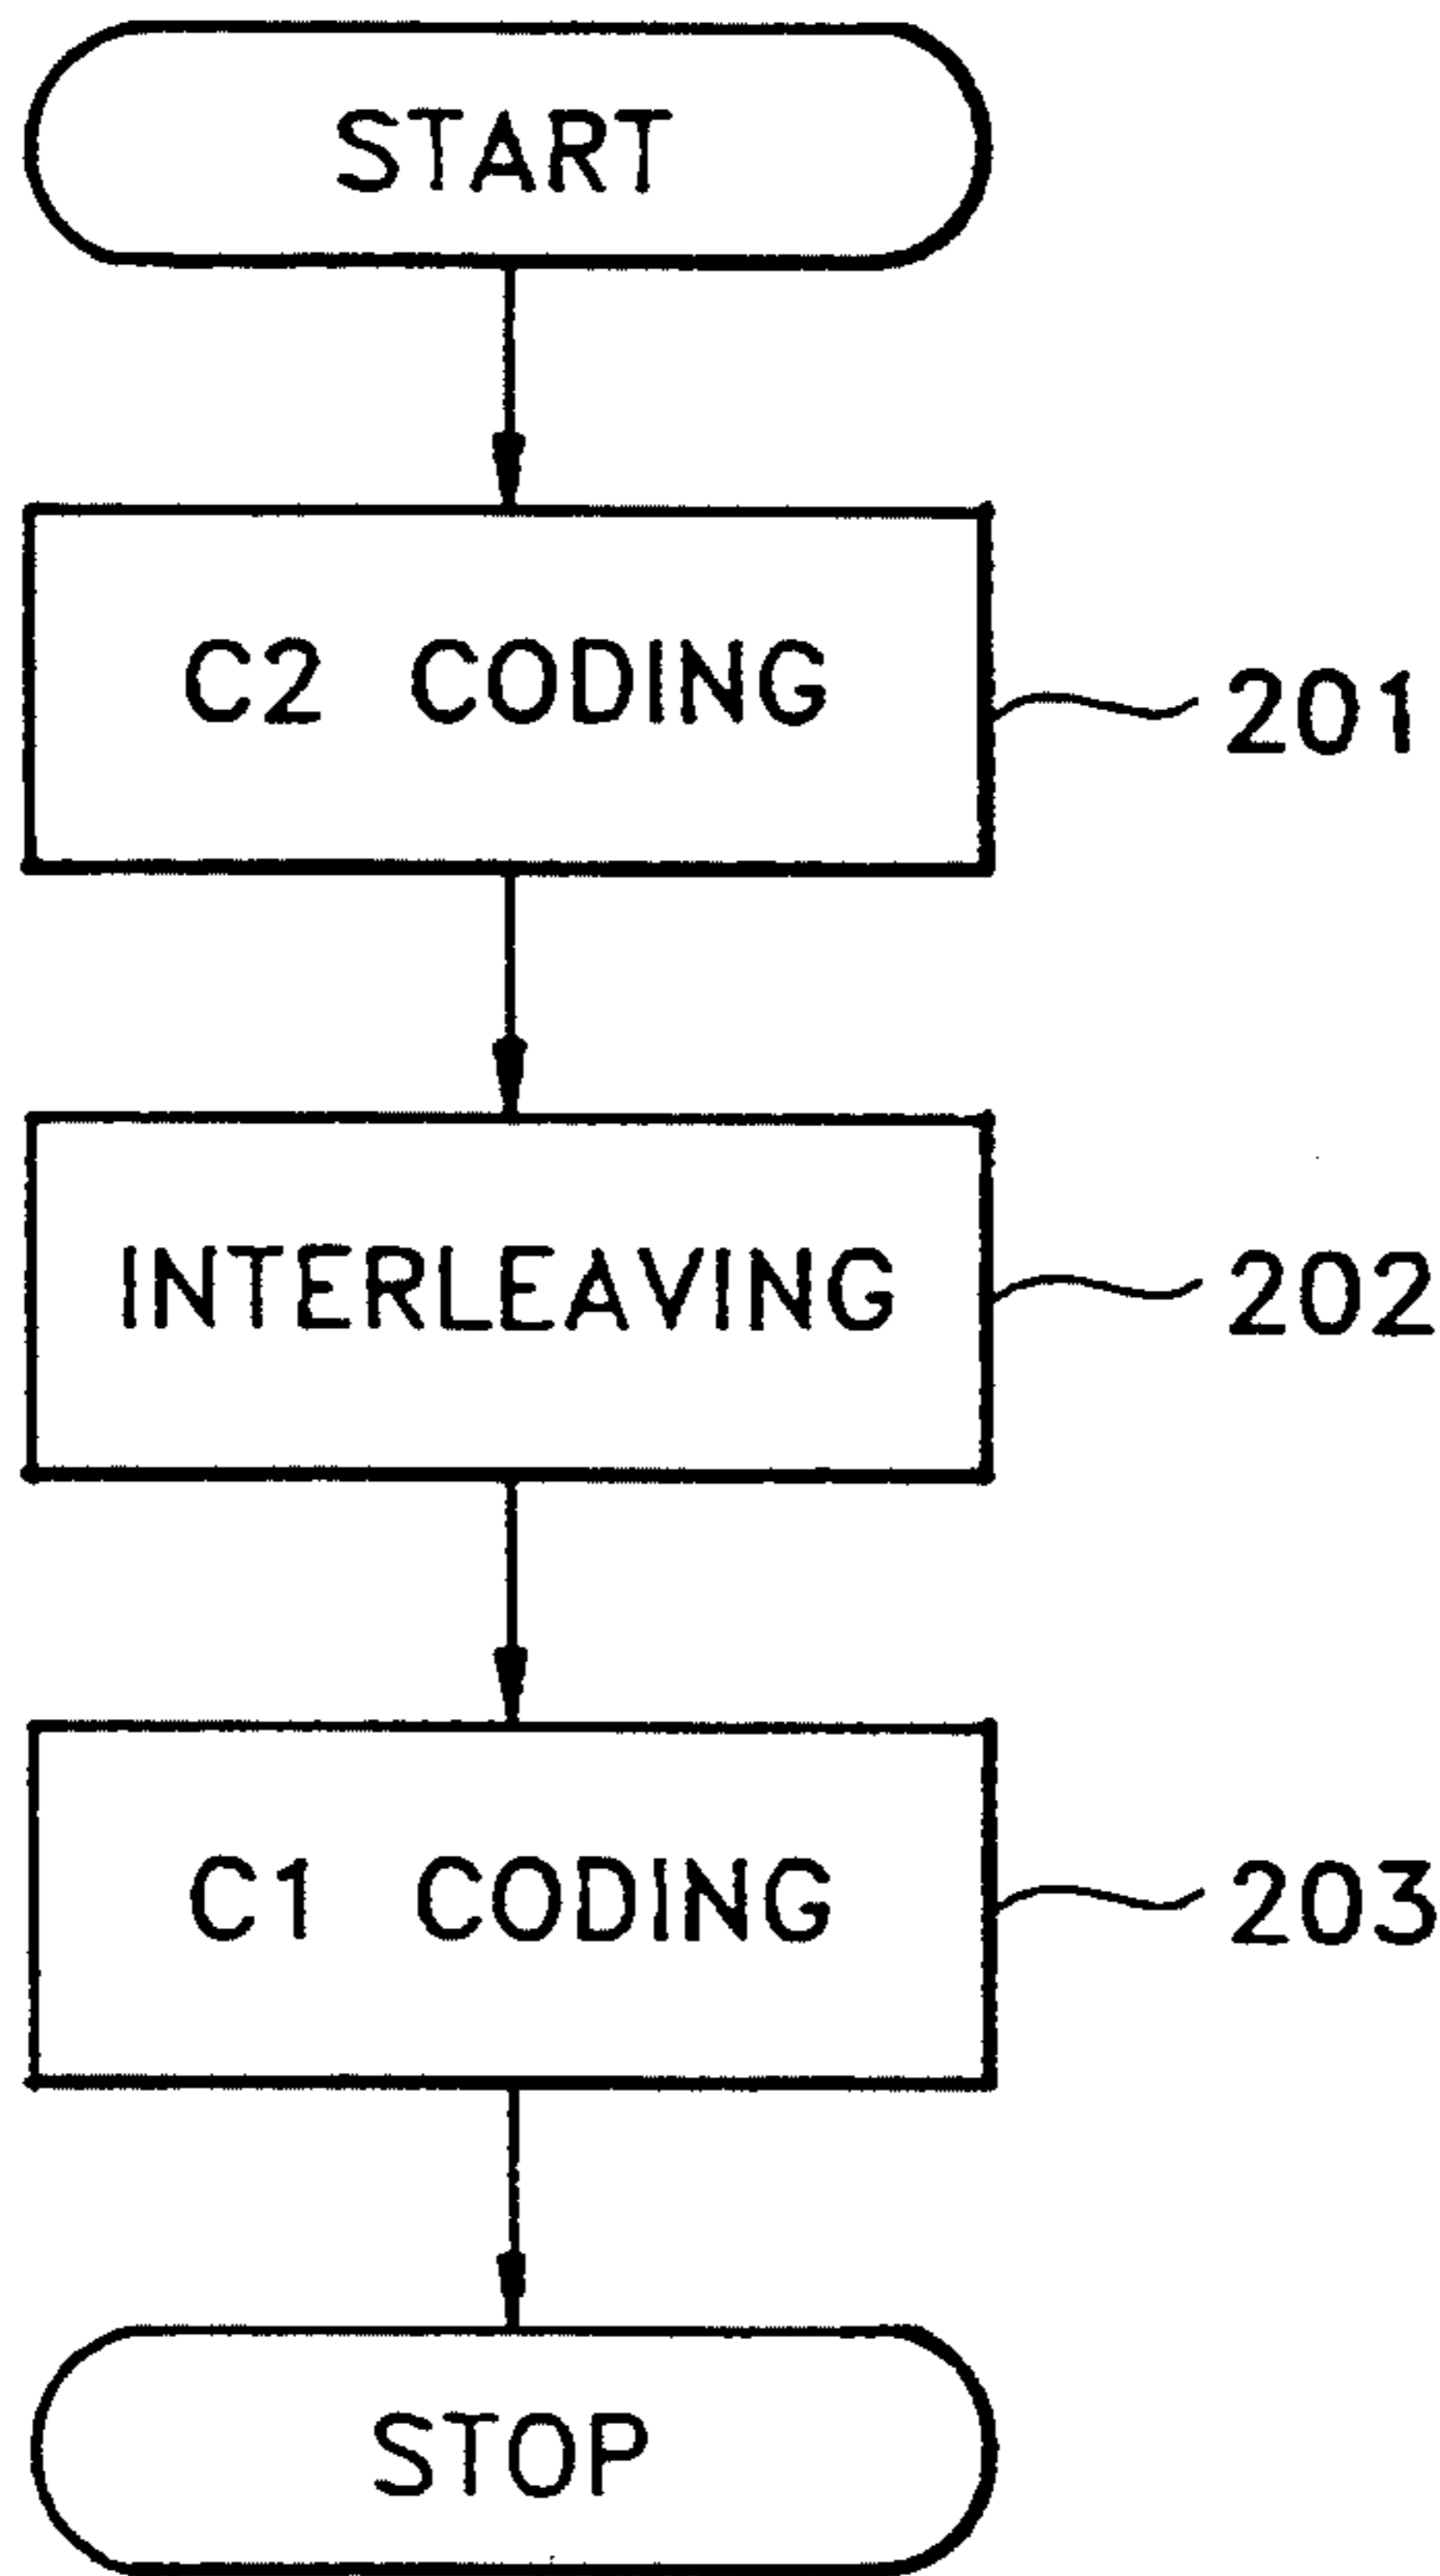 START
C2 CODING
201
INTERLEAVING
202
C1 CODING
203
STOP